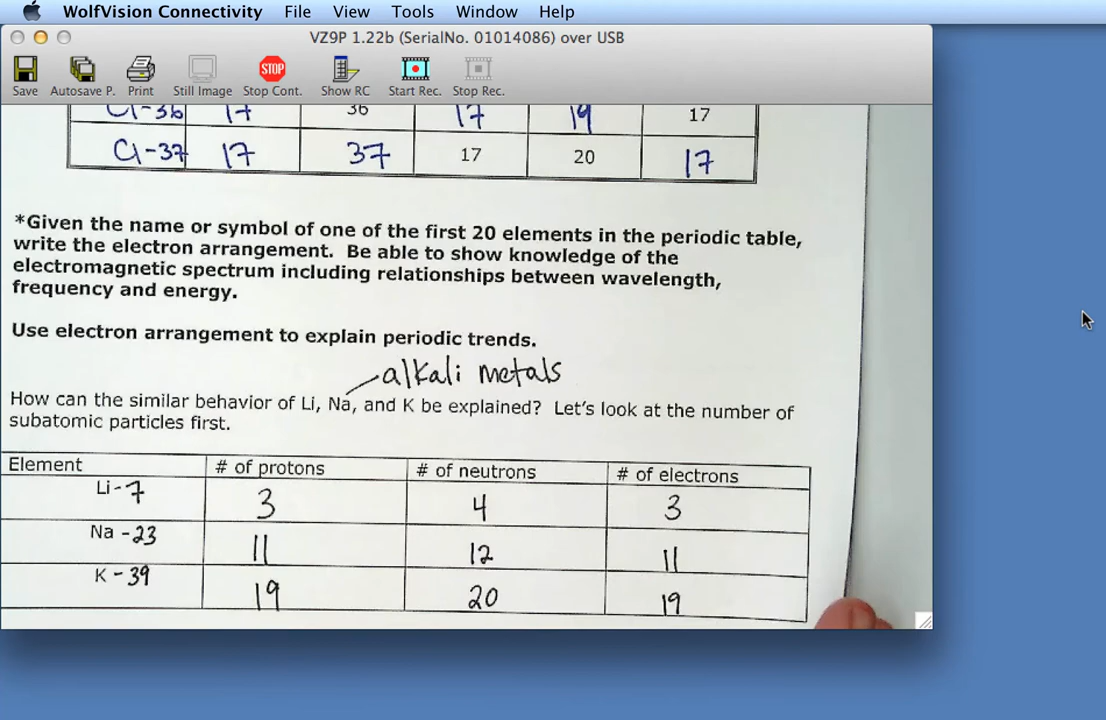 WolfVision Connectivity File View Tools Window Help
VZ9P 1.22b (SerialNo. 01014086) over USB
Save Autosave P. Print Still Image STOP Stop Cont. Show RC Start Rec. Stop Rec.
Cl-36 17 36 17 19 17
Cl-37 17 37 17 20 17
*Given the name or symbol of one of the first 20 elements in the periodic table,
write the electron arrangement. Be able to show knowledge of the
electromagnetic spectrum including relationships between wavelength,
frequency and energy.
Use electron arrangement to explain periodic trends.
alkali metals
How can the similar behavior of Li, Na, and K be explained? Let's look at the number of
subatomic particles first.
Element # of protons # of neutrons # of electrons
Li-7 3 4 3
Na-23 11 12 11
K-39 19 20 19